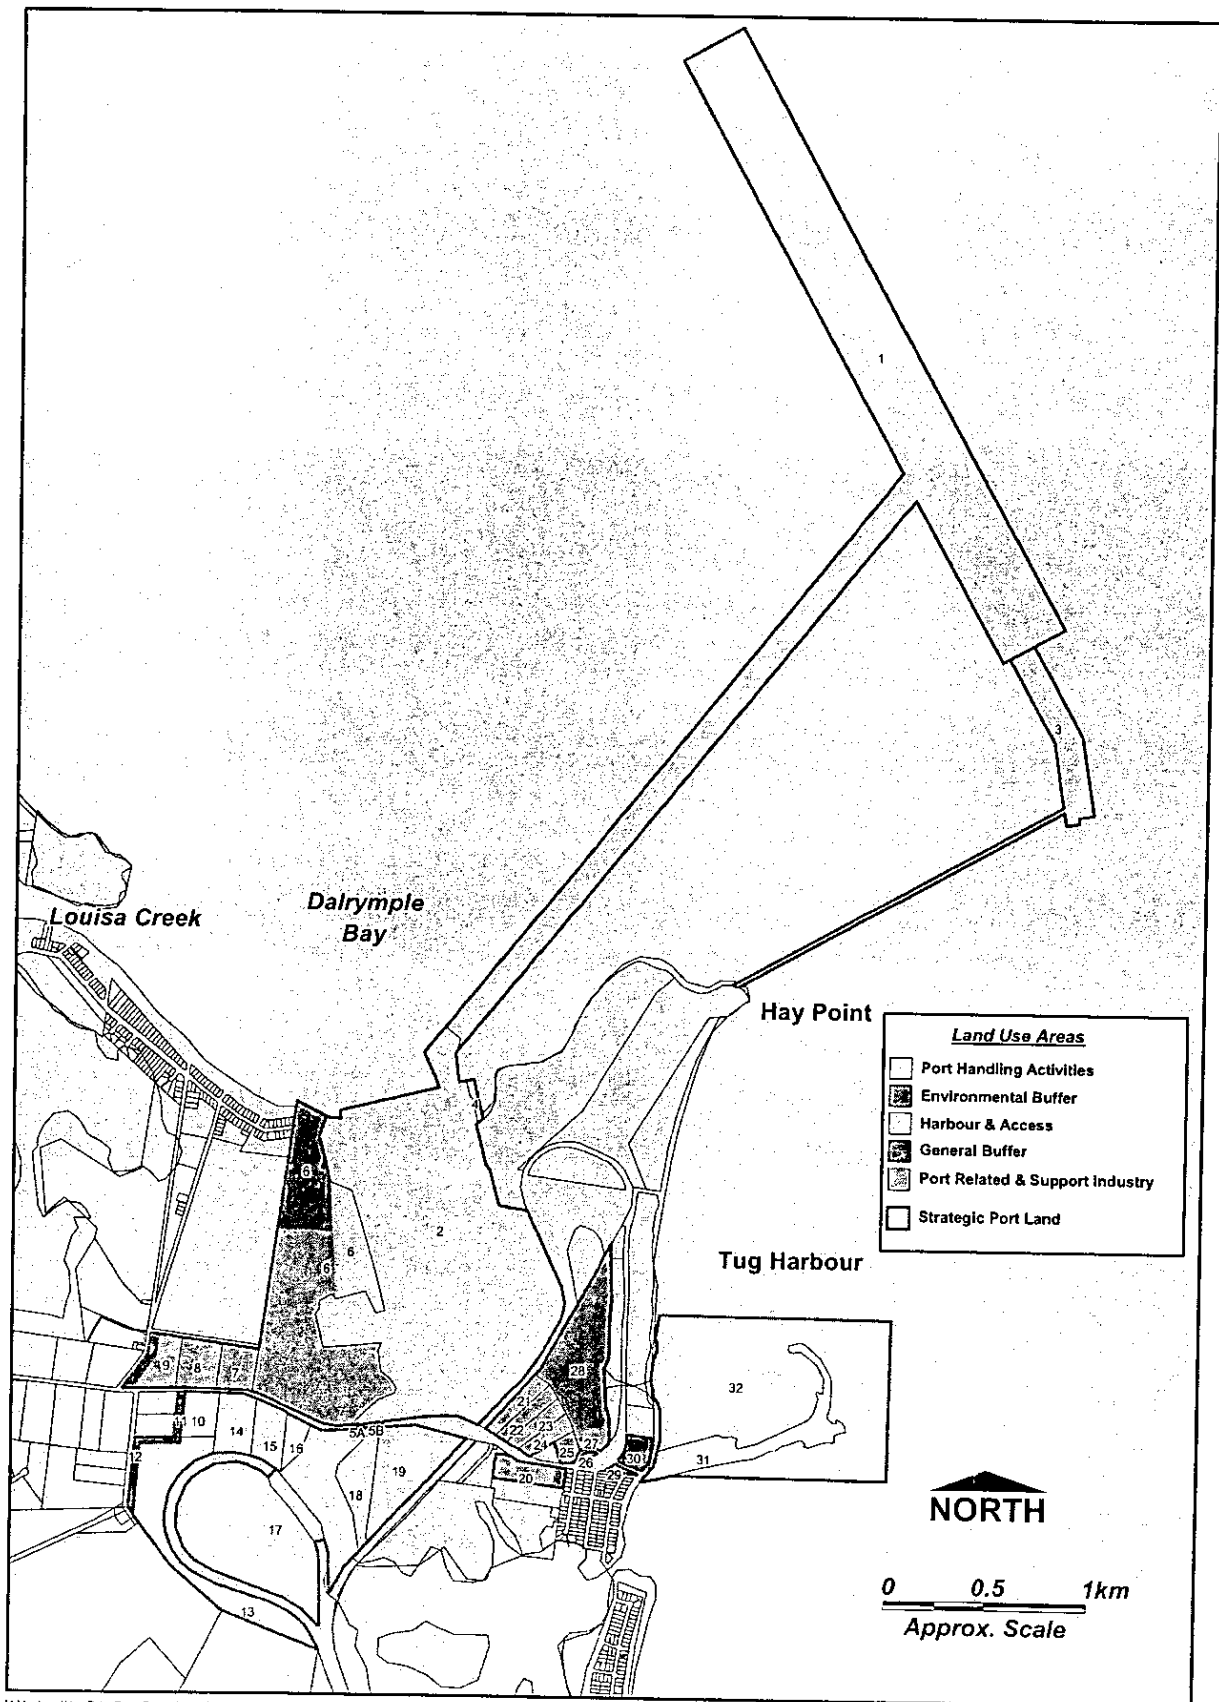 1
3
Louisa Creek
Dalrymple
Bay
Hay Point
Land Use Areas
Port Handling Activities
Environmental Buffer
Harbour & Access
General Buffer
Port Related & Support Industry
Strategic Port Land
6
6
2
6
Tug Harbour
9
8
7
28
32
21
22
23
24
25
27
26
10
11
12
14
15
16
5A
5B
19
18
20
29
30
31
17
13
NORTH
0 0.5 1km
Approx. Scale